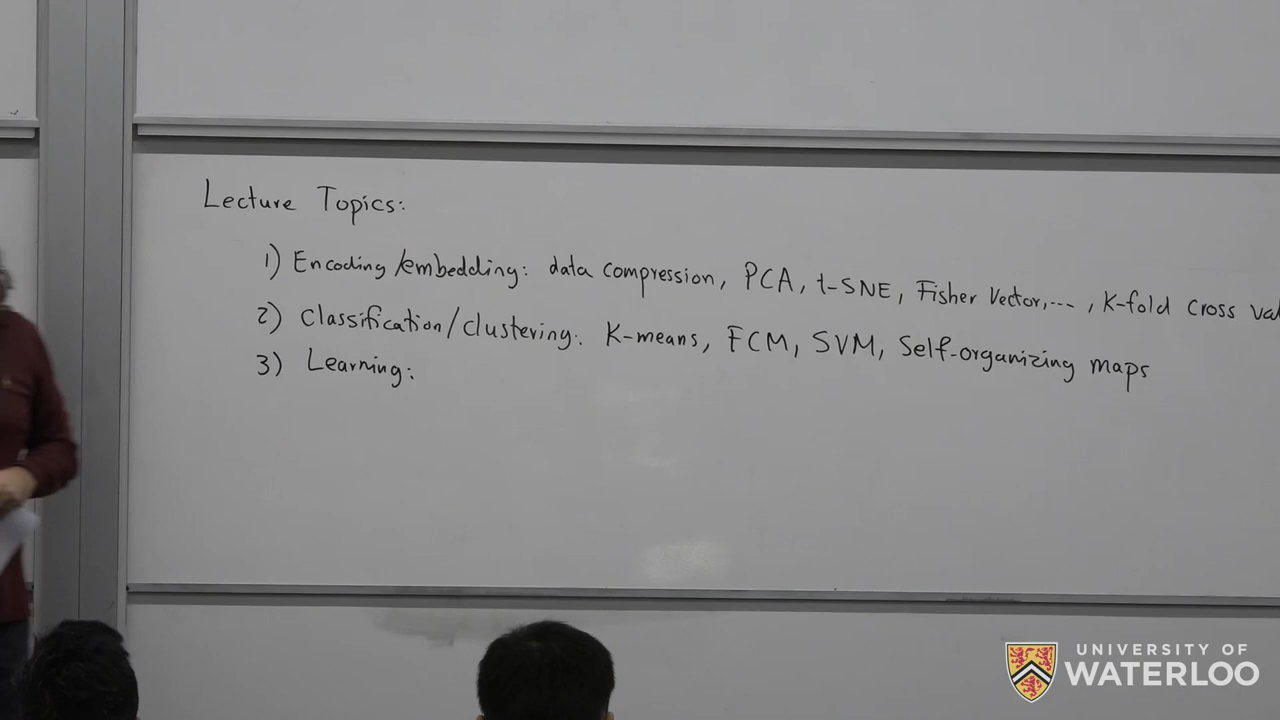 Lecture Topics:
1) Encoding/embedding: data compression, PCA, t-SNE, Fisher Vector,... , K-fold cross val
2) Classification/clustering: K-means, FCM, SVM, Self-organizing maps
3) Learning:
UNIVERSITY OF
WATERLOO